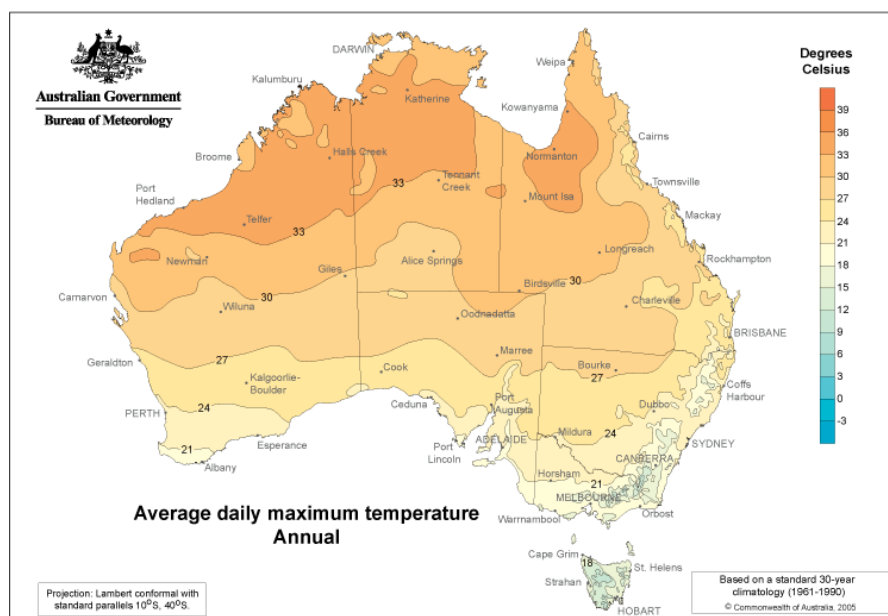 Australian Government
Bureau of Meteorology
Degrees
Celsius
39
36
33
30
27
24
21
18
15
12
9
6
3
0
-3
DARWIN
Weipa
Kalumburu
Katherine
Kowanyama
Cairns
Broome
Halls Creek
Normanton
Tennant
Creek
33
Townsville
Port
Hedland
Mount Isa
Mackay
Telfer
33
Longreach
Newman
Alice Springs
Rockhampton
Giles
30
Birdsville
30
Carnarvon
Wiluna
Charleville
Oodnadatta
BRISBANE
Geraldton
27
Marree
Cook
Bourke
27
Kalgoorlie-
Boulder
Coffs
Harbour
PERTH
24
Ceduna
Port
Augusta
Dubbo
Esperance
Mildura
24
21
Port
Lincoln
ADELAIDE
SYDNEY
Albany
CANBERRA
Horsham
21
MELBOURNE
Average daily maximum temperature
Annual
Warrnambool
Orbost
Cape Grim
18
St. Helens
Strahan
HOBART
Projection: Lambert conformal with
standard parallels 10°S, 40°S.
Based on a standard 30-year
climatology (1961-1990)
© Commonwealth of Australia, 2005